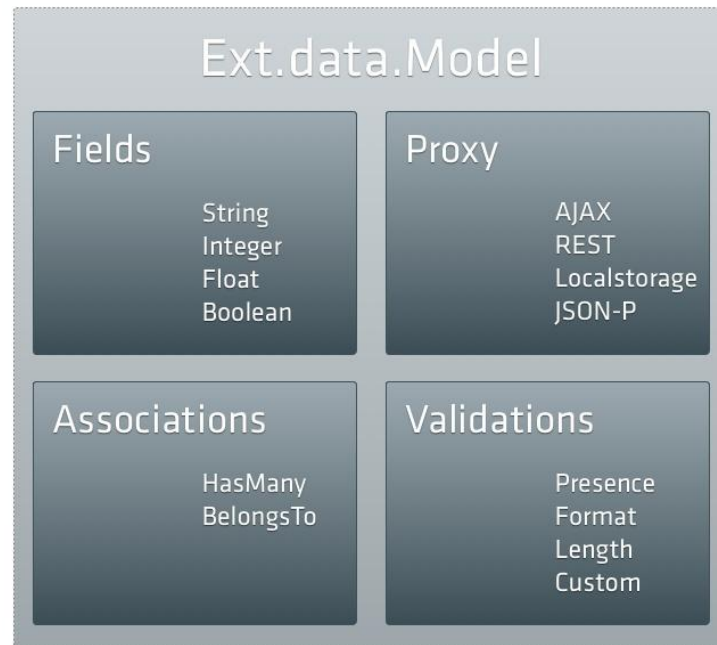 Ext.data.Model
Fields
String
Integer
Float
Boolean
Proxy
AJAX
REST
Localstorage
JSON-P
Associations
HasMany
BelongsTo
Validations
Presence
Format
Length
Custom